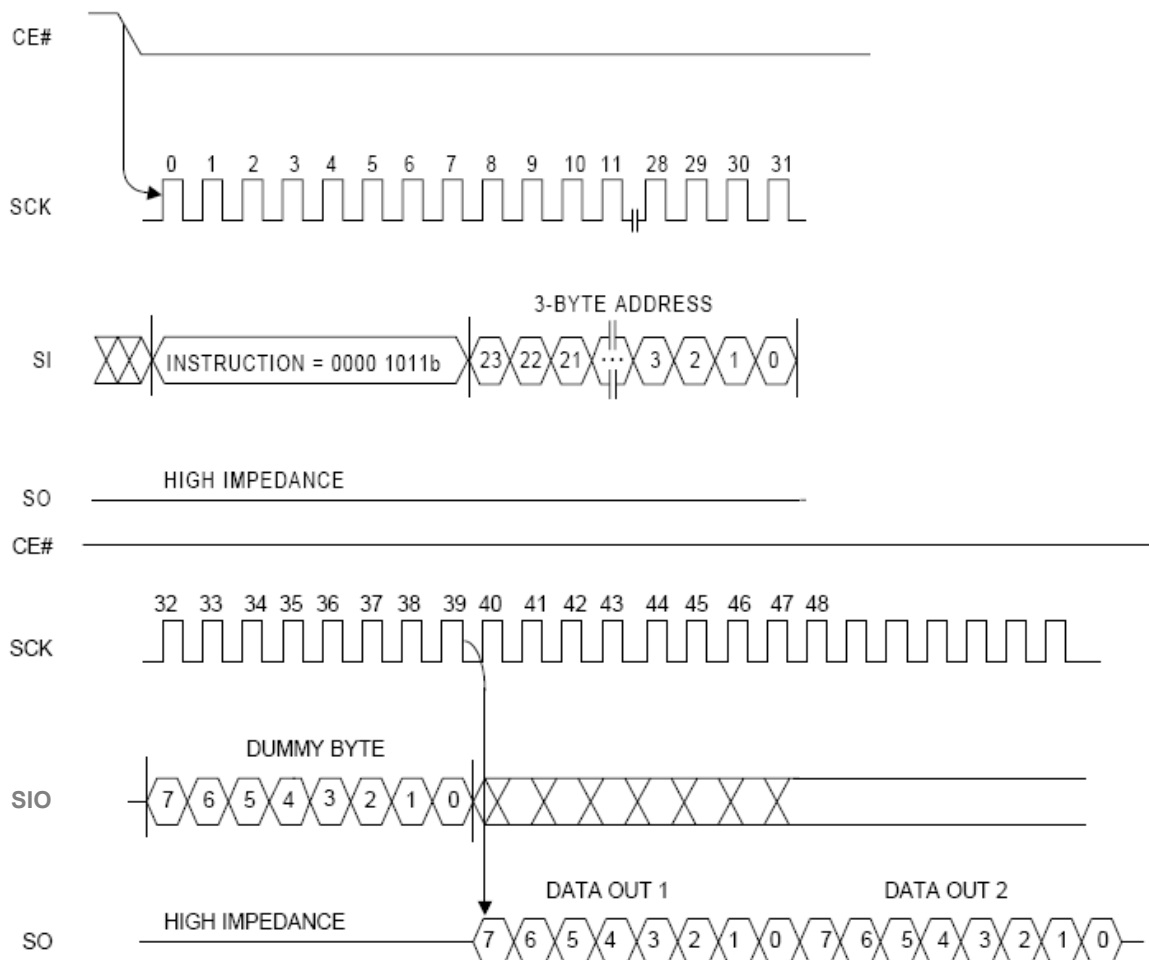 CE#
0 1 2 3 4 5 6 7 8 9 10 11 28 29 30 31
SCK
3-BYTE ADDRESS
SI INSTRUCTION = 0000 1011b 23 22 21 ... 3 2 1 0
HIGH IMPEDANCE
SO
CE#
32 33 34 35 36 37 38 39 40 41 42 43 44 45 46 47 48
SCK
DUMMY BYTE
SIO 7 6 5 4 3 2 1 0
DATA OUT 1 DATA OUT 2
HIGH IMPEDANCE
SO 7 6 5 4 3 2 1 0 7 6 5 4 3 2 1 0